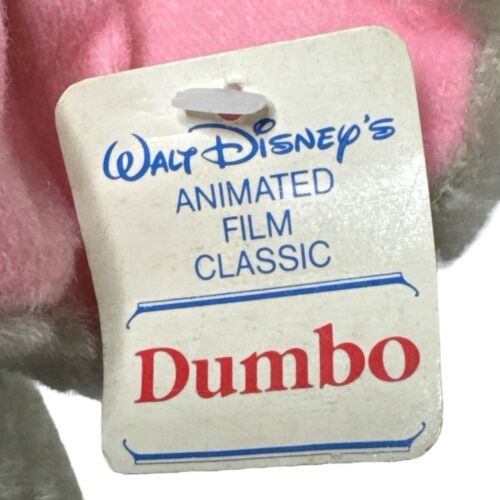 WALT DISNEY'S
ANIMATED
FILM
CLASSIC
Dumbo